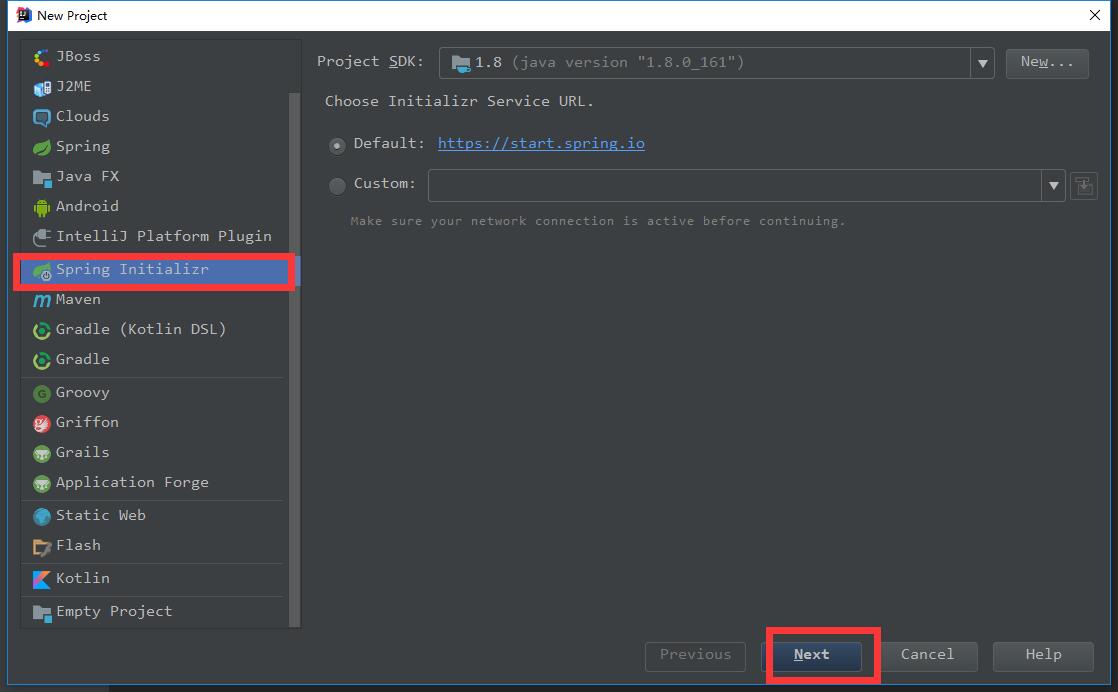 New Project
JBoss
J2ME
Clouds
Spring
Java FX
Android
IntelliJ Platform Plugin
Spring Initializr
Maven
Gradle (Kotlin DSL)
Gradle
Groovy
Griffon
Grails
Application Forge
Static Web
Flash
Kotlin
Empty Project
Project SDK: 1.8 (java version "1.8.0_161") New...
Choose Initializr Service URL.
Default: https://start.spring.io
Custom:
Make sure your network connection is active before continuing.
Previous Next Cancel Help